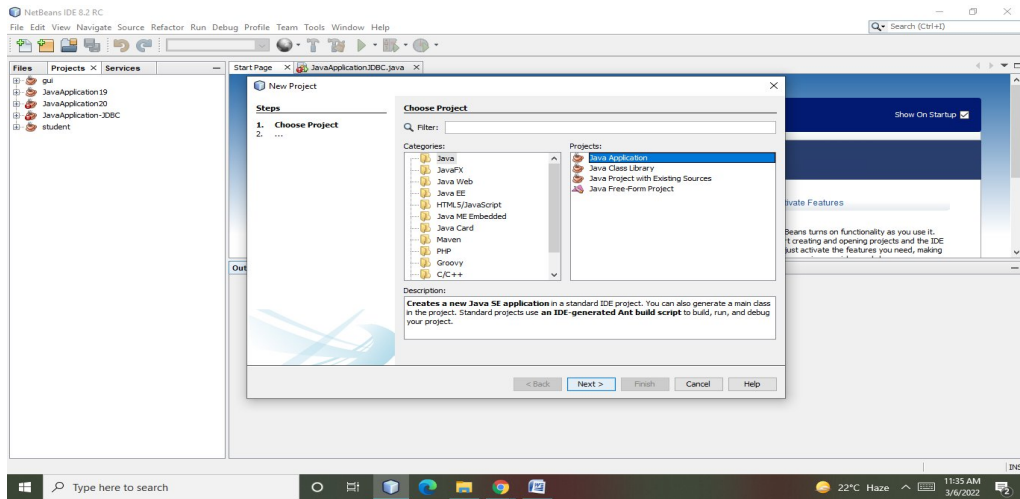 NetBeans IDE 8.2 RC
File Edit View Navigate Source Refactor Run Debug Profile Team Tools Window Help
Search (Ctrl+I)
Files Projects Services
Start Page JavaApplicationJDBC.java
gui
JavaApplication19
JavaApplication20
JavaApplication-JDBC
student
New Project
Steps
1. Choose Project
2. ...
Choose Project
Filter:
Categories:
Java
JavaFX
Java Web
Java EE
HTML5/JavaScript
Java ME Embedded
Java Card
Maven
PHP
Groovy
C/C++
Projects:
Java Application
Java Class Library
Java Project with Existing Sources
Java Free-Form Project
Description:
Creates a new Java SE application in a standard IDE project. You can also generate a main class
in the project. Standard projects use an IDE-generated Ant build script to build, run, and debug
your project.
< Back Next > Finish Cancel Help
Show On Startup
ivate Features
Beans turns on functionality as you use it.
rt creating and opening projects and the IDE
just activate the features you need, making
Out
INS
Type here to search
22°C Haze
11:35 AM
3/6/2022
2